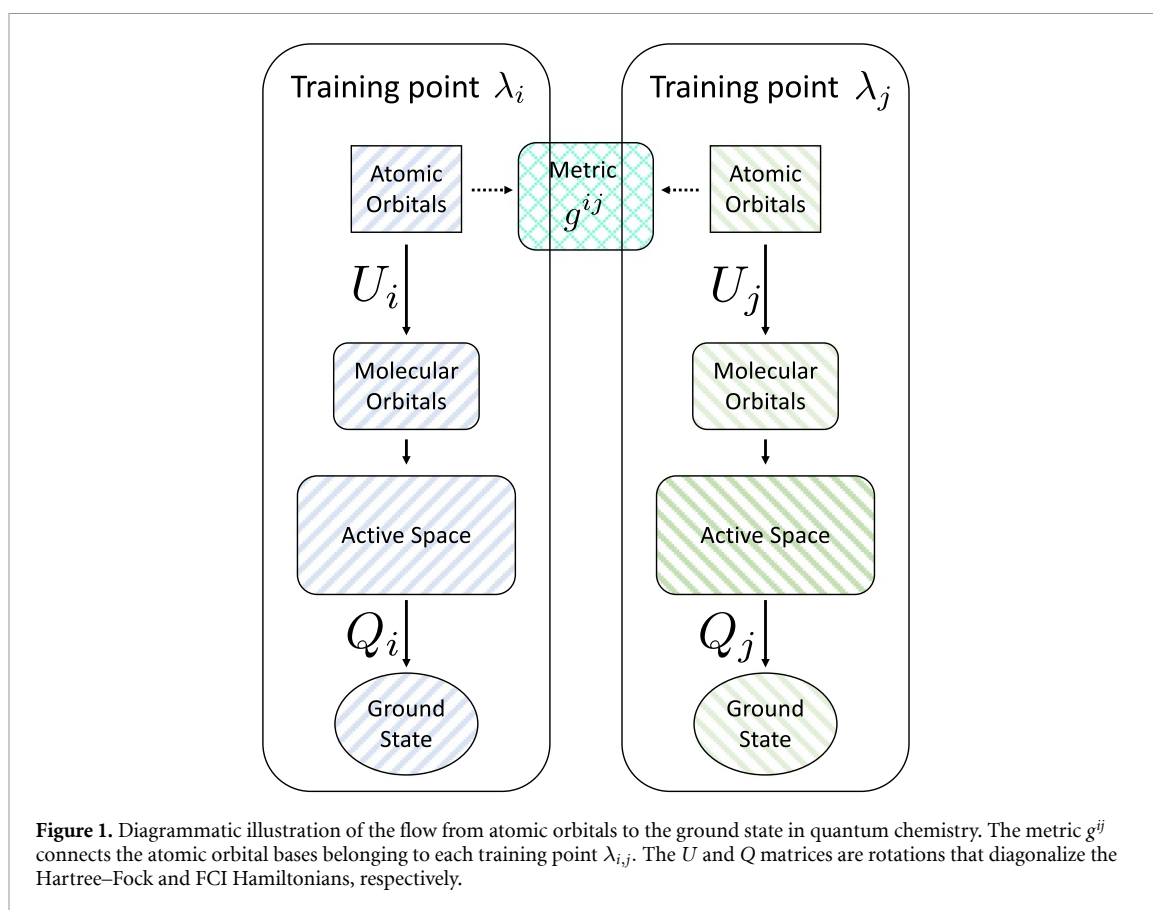 Training point λ_i
Training point λ_j
Atomic
Orbitals
Metric
g^{ij}
Atomic
Orbitals
U_i
U_j
Molecular
Orbitals
Molecular
Orbitals
Active Space
Active Space
Q_i
Q_j
Ground
State
Ground
State
Figure 1. Diagrammatic illustration of the flow from atomic orbitals to the ground state in quantum chemistry. The metric g^{ij}
connects the atomic orbital bases belonging to each training point λ_{i,j}. The U and Q matrices are rotations that diagonalize the
Hartree–Fock and FCI Hamiltonians, respectively.